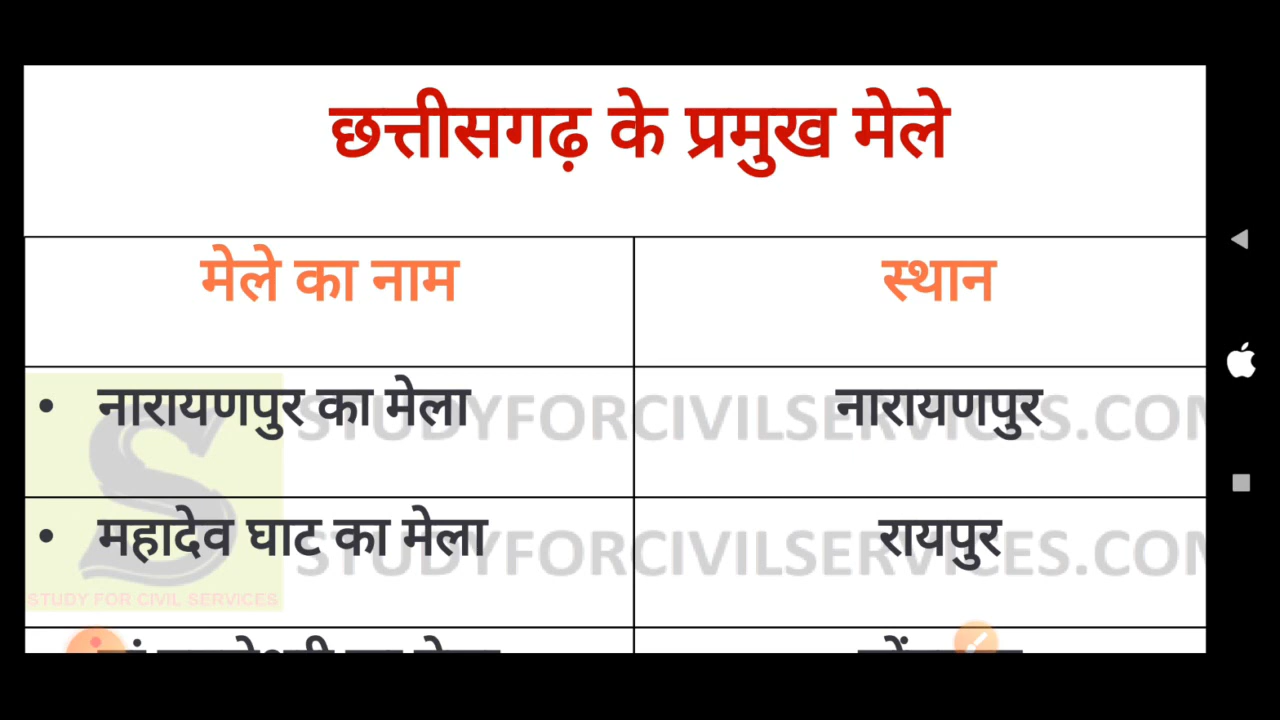 छत्तीसगढ़ के प्रमुख मेले
मेले का नाम स्थान
• नारायणपुर का मेला नारायणपुर
STUDYFORCIVILSERVICES.COM
• महादेव घाट का मेला रायपुर
STUDYFORCIVILSERVICES.COM
STUDY FOR CIVIL SERVICES